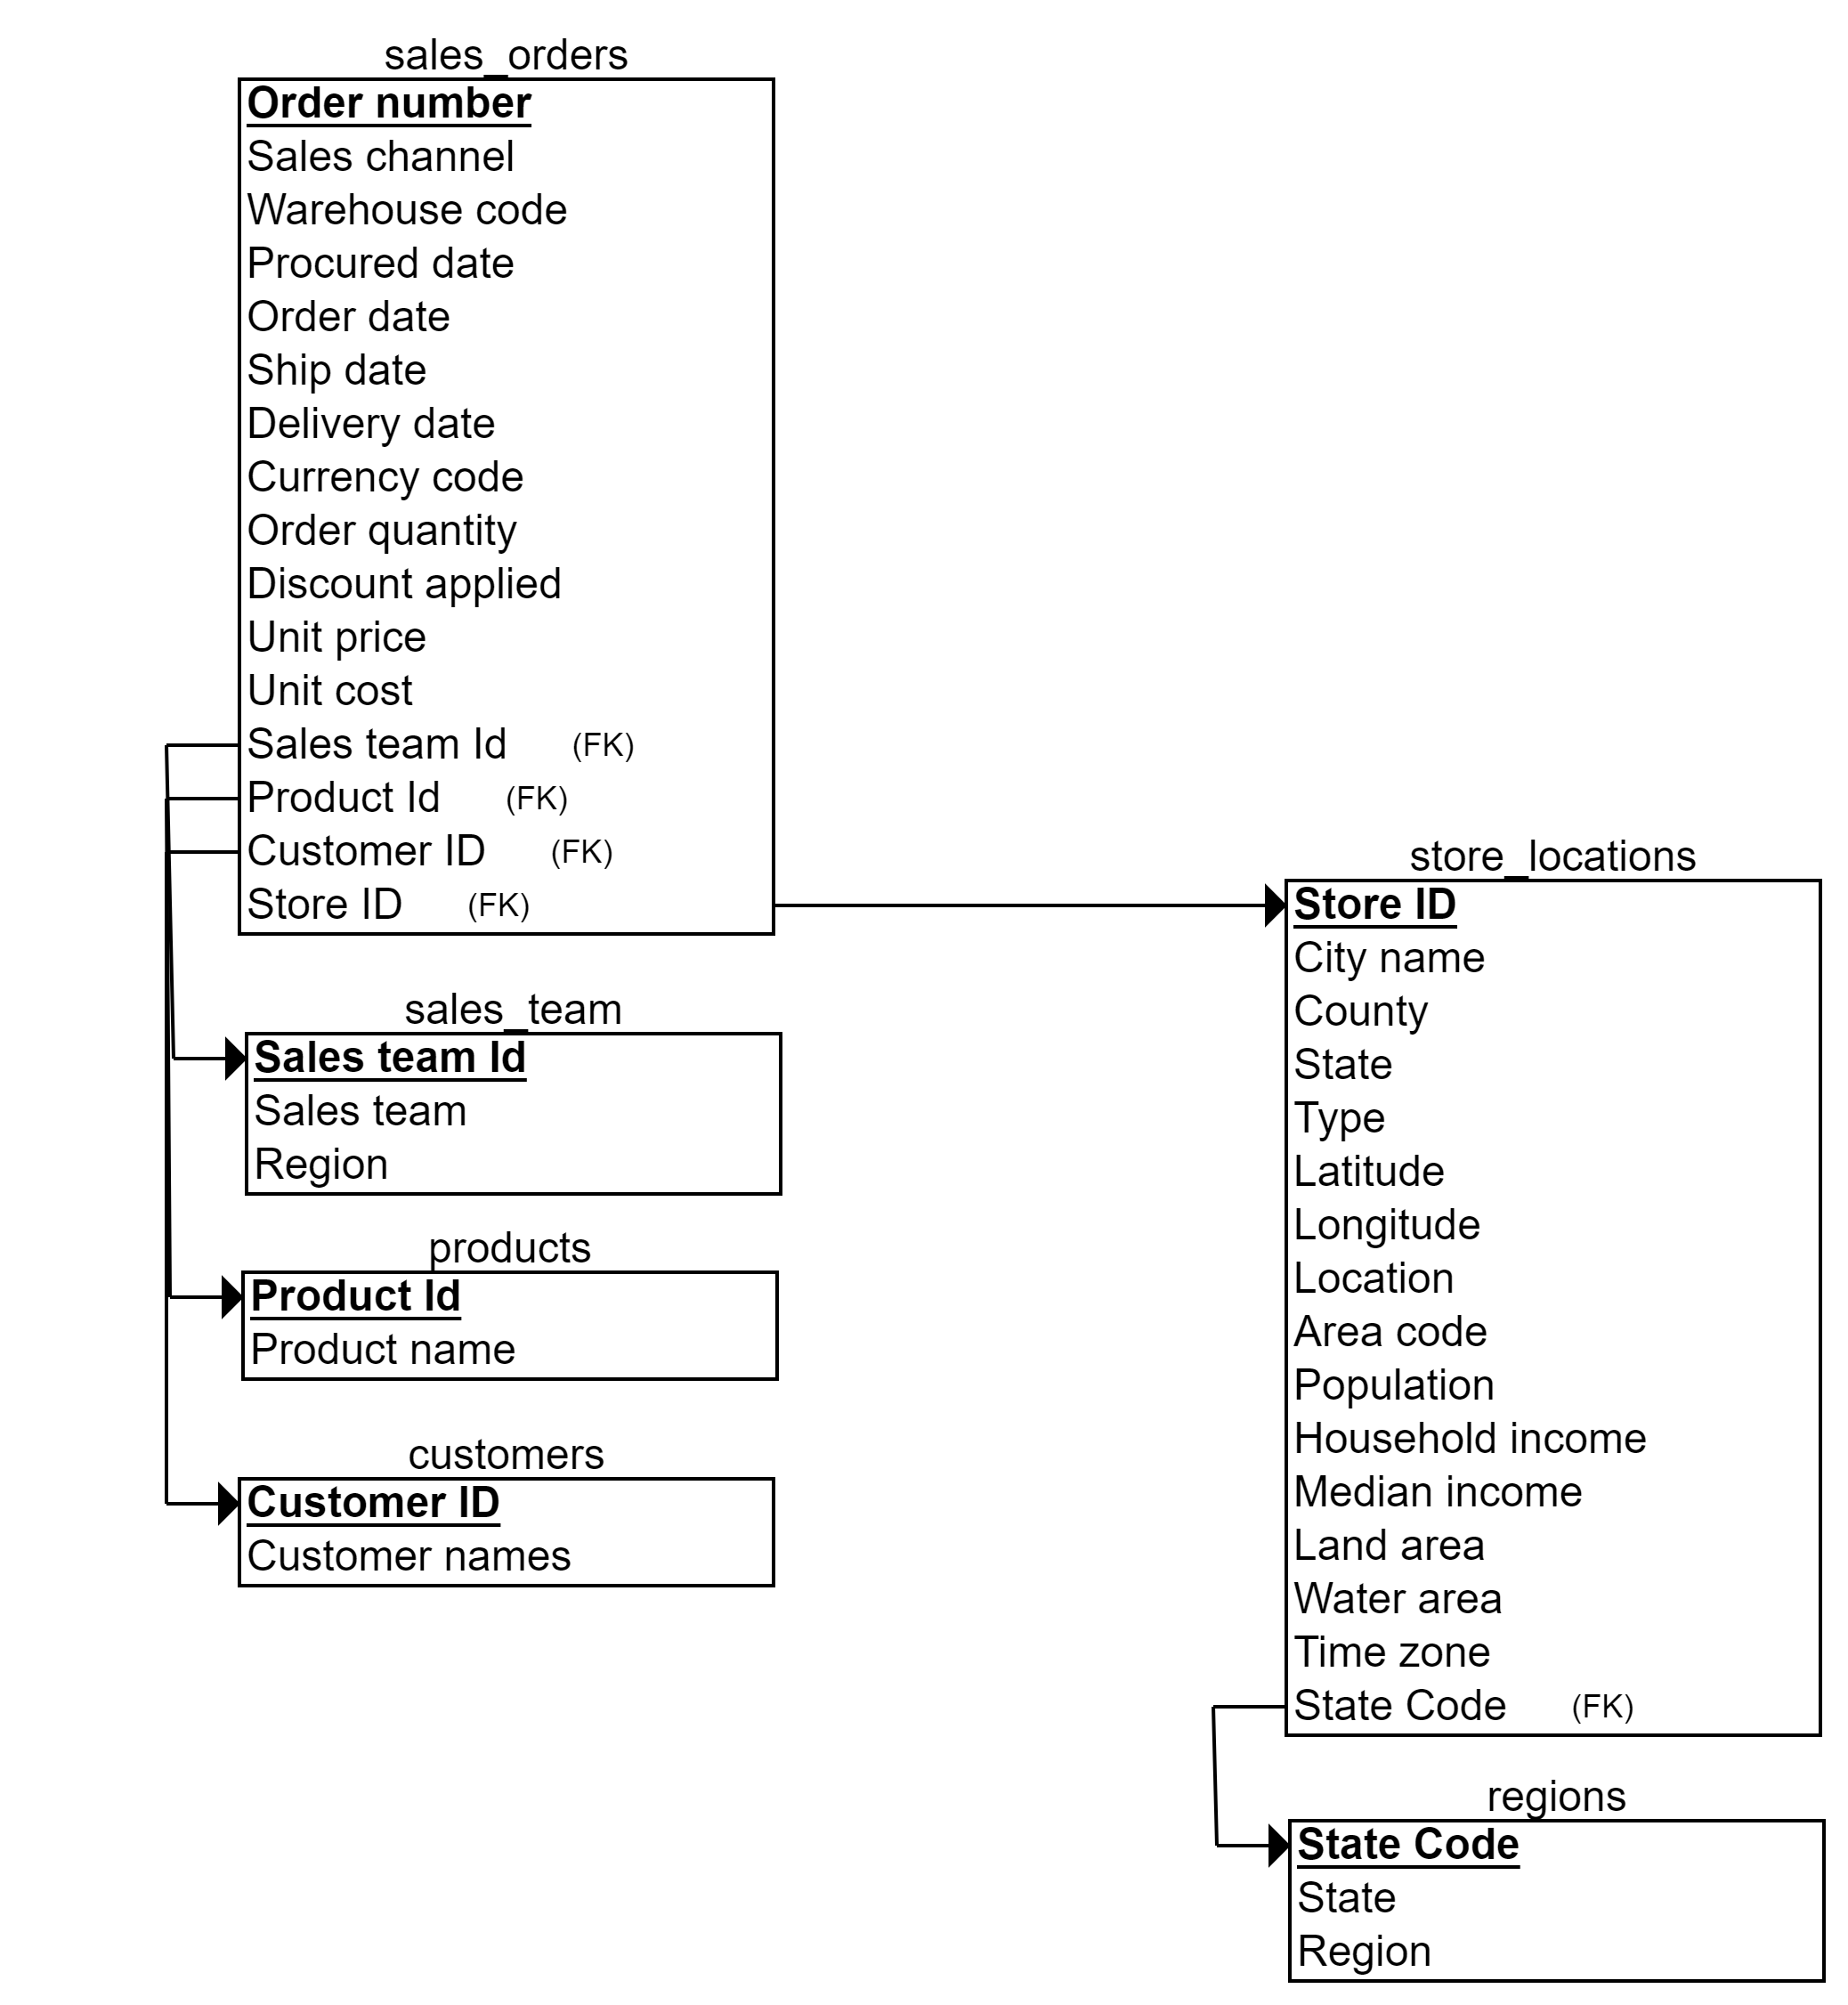 sales_orders
Order number
Sales channel
Warehouse code
Procured date
Order date
Ship date
Delivery date
Currency code
Order quantity
Discount applied
Unit price
Unit cost
Sales team Id (FK)
Product Id (FK)
Customer ID (FK)
Store ID (FK)
sales_team
Sales team Id
Sales team
Region
products
Product Id
Product name
customers
Customer ID
Customer names
store_locations
Store ID
City name
County
State
Type
Latitude
Longitude
Location
Area code
Population
Household income
Median income
Land area
Water area
Time zone
State Code (FK)
regions
State Code
State
Region